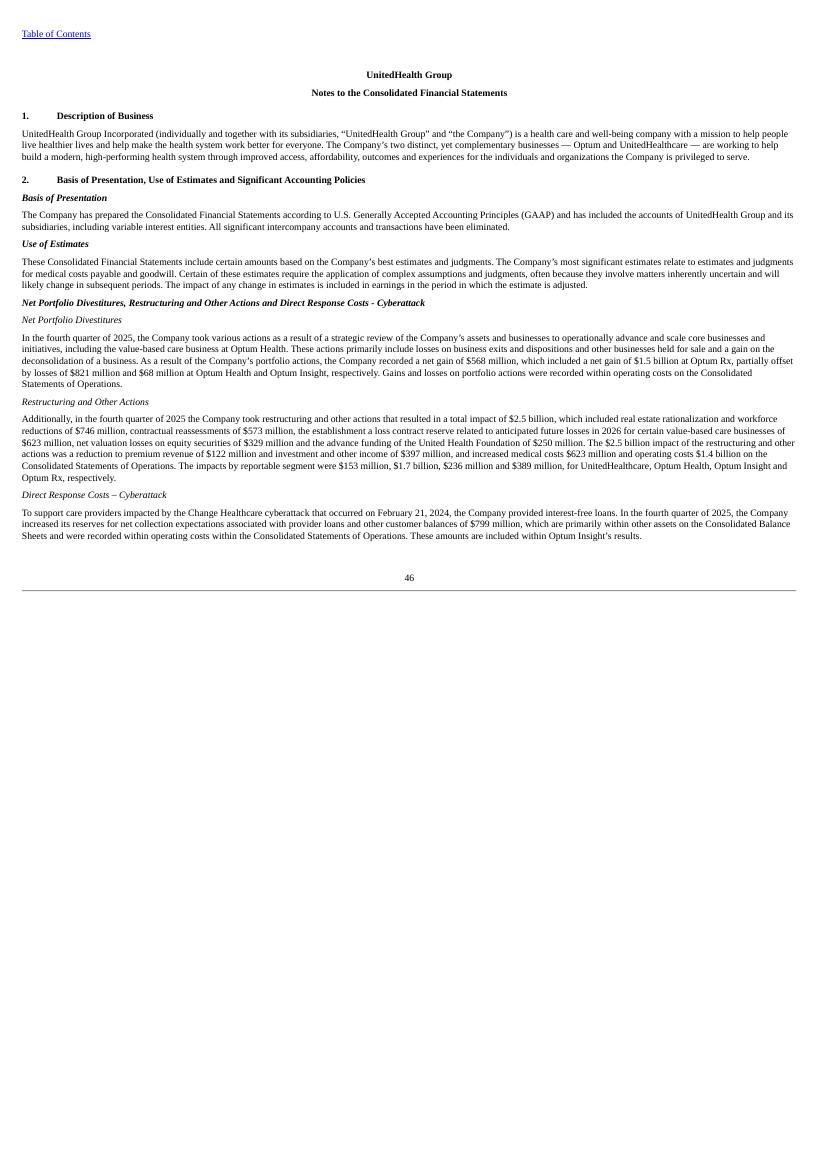 Table of Contents
UnitedHealth Group
Notes to the Consolidated Financial Statements
1. Description of Business
UnitedHealth Group Incorporated (individually and together with its subsidiaries, “UnitedHealth Group” and “the Company”) is a health care and well-being company with a mission to help people
live healthier lives and help make the health system work better for everyone. The Company’s two distinct, yet complementary businesses — Optum and UnitedHealthcare — are working to help
build a modern, high-performing health system through improved access, affordability, outcomes and experiences for the individuals and organizations the Company is privileged to serve.
2. Basis of Presentation, Use of Estimates and Significant Accounting Policies
Basis of Presentation
The Company has prepared the Consolidated Financial Statements according to U.S. Generally Accepted Accounting Principles (GAAP) and has included the accounts of UnitedHealth Group and its
subsidiaries, including variable interest entities. All significant intercompany accounts and transactions have been eliminated.
Use of Estimates
These Consolidated Financial Statements include certain amounts based on the Company’s best estimates and judgments. The Company’s most significant estimates relate to estimates and judgments
for medical costs payable and goodwill. Certain of these estimates require the application of complex assumptions and judgments, often because they involve matters inherently uncertain and will
likely change in subsequent periods. The impact of any change in estimates is included in earnings in the period in which the estimate is adjusted.
Net Portfolio Divestitures, Restructuring and Other Actions and Direct Response Costs - Cyberattack
Net Portfolio Divestitures
In the fourth quarter of 2025, the Company took various actions as a result of a strategic review of the Company’s assets and businesses to operationally advance and scale core businesses and
initiatives, including the value-based care business at Optum Health. These actions primarily include losses on business exits and dispositions and other businesses held for sale and a gain on the
deconsolidation of a business. As a result of the Company’s portfolio actions, the Company recorded a net gain of $568 million, which included a net gain of $1.5 billion at Optum Rx, partially offset
by losses of $821 million and $68 million at Optum Health and Optum Insight, respectively. Gains and losses on portfolio actions were recorded within operating costs on the Consolidated
Statements of Operations.
Restructuring and Other Actions
Additionally, in the fourth quarter of 2025 the Company took restructuring and other actions that resulted in a total impact of $2.5 billion, which included real estate rationalization and workforce
reductions of $746 million, contractual reassessments of $573 million, the establishment a loss contract reserve related to anticipated future losses in 2026 for certain value-based care businesses of
$623 million, net valuation losses on equity securities of $329 million and the advance funding of the United Health Foundation of $250 million. The $2.5 billion impact of the restructuring and other
actions was a reduction to premium revenue of $122 million and investment and other income of $397 million, and increased medical costs $623 million and operating costs $1.4 billion on the
Consolidated Statements of Operations. The impacts by reportable segment were $153 million, $1.7 billion, $236 million and $389 million, for UnitedHealthcare, Optum Health, Optum Insight and
Optum Rx, respectively.
Direct Response Costs – Cyberattack
To support care providers impacted by the Change Healthcare cyberattack that occurred on February 21, 2024, the Company provided interest-free loans. In the fourth quarter of 2025, the Company
increased its reserves for net collection expectations associated with provider loans and other customer balances of $799 million, which are primarily within other assets on the Consolidated Balance
Sheets and were recorded within operating costs within the Consolidated Statements of Operations. These amounts are included within Optum Insight’s results.
46